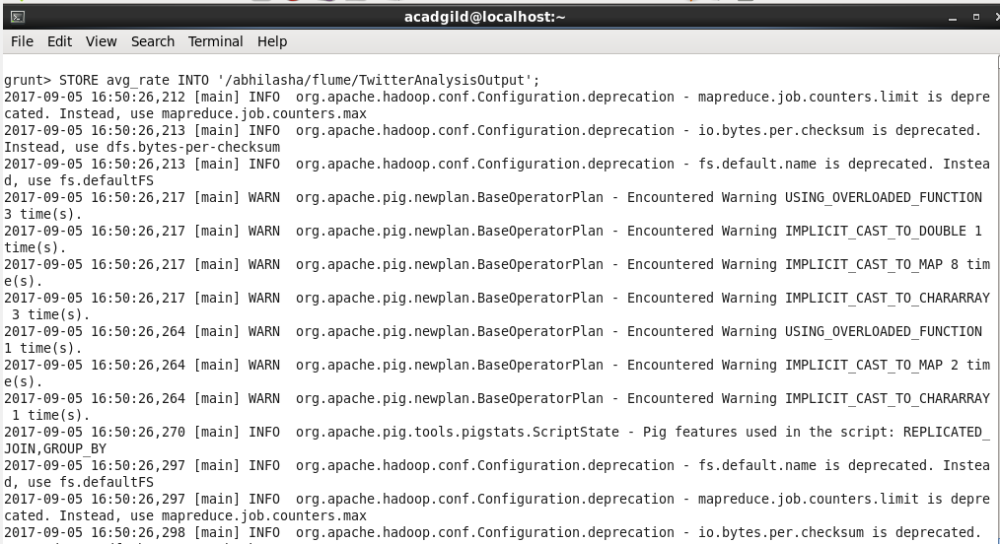 acadgild@localhost:~
File Edit View Search Terminal Help
grunt> STORE avg_rate INTO '/abhilasha/flume/TwitterAnalysisOutput';
2017-09-05 16:50:26,212 [main] INFO  org.apache.hadoop.conf.Configuration.deprecation - mapreduce.job.counters.limit is depre
cated. Instead, use mapreduce.job.counters.max
2017-09-05 16:50:26,213 [main] INFO  org.apache.hadoop.conf.Configuration.deprecation - io.bytes.per.checksum is deprecated.
Instead, use dfs.bytes-per-checksum
2017-09-05 16:50:26,213 [main] INFO  org.apache.hadoop.conf.Configuration.deprecation - fs.default.name is deprecated. Instea
d, use fs.defaultFS
2017-09-05 16:50:26,217 [main] WARN  org.apache.pig.newplan.BaseOperatorPlan - Encountered Warning USING_OVERLOADED_FUNCTION
3 time(s).
2017-09-05 16:50:26,217 [main] WARN  org.apache.pig.newplan.BaseOperatorPlan - Encountered Warning IMPLICIT_CAST_TO_DOUBLE 1
time(s).
2017-09-05 16:50:26,217 [main] WARN  org.apache.pig.newplan.BaseOperatorPlan - Encountered Warning IMPLICIT_CAST_TO_MAP 8 tim
e(s).
2017-09-05 16:50:26,217 [main] WARN  org.apache.pig.newplan.BaseOperatorPlan - Encountered Warning IMPLICIT_CAST_TO_CHARARRAY
 3 time(s).
2017-09-05 16:50:26,264 [main] WARN  org.apache.pig.newplan.BaseOperatorPlan - Encountered Warning USING_OVERLOADED_FUNCTION
1 time(s).
2017-09-05 16:50:26,264 [main] WARN  org.apache.pig.newplan.BaseOperatorPlan - Encountered Warning IMPLICIT_CAST_TO_MAP 2 tim
e(s).
2017-09-05 16:50:26,264 [main] WARN  org.apache.pig.newplan.BaseOperatorPlan - Encountered Warning IMPLICIT_CAST_TO_CHARARRAY
 1 time(s).
2017-09-05 16:50:26,270 [main] INFO  org.apache.pig.tools.pigstats.ScriptState - Pig features used in the script: REPLICATED_
JOIN,GROUP_BY
2017-09-05 16:50:26,297 [main] INFO  org.apache.hadoop.conf.Configuration.deprecation - fs.default.name is deprecated. Instea
d, use fs.defaultFS
2017-09-05 16:50:26,297 [main] INFO  org.apache.hadoop.conf.Configuration.deprecation - mapreduce.job.counters.limit is depre
cated. Instead, use mapreduce.job.counters.max
2017-09-05 16:50:26,298 [main] INFO  org.apache.hadoop.conf.Configuration.deprecation - io.bytes.per.checksum is deprecated.